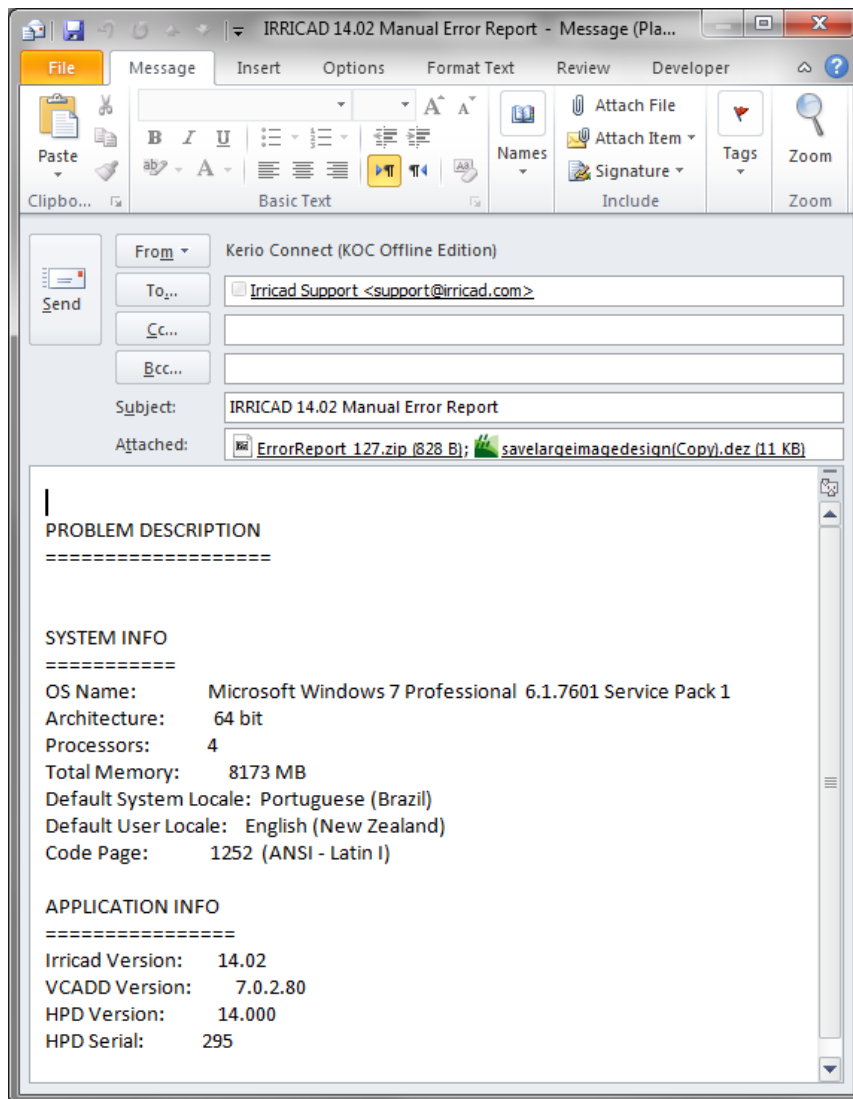 IRRICAD 14.02 Manual Error Report - Message (Pla...
File Message Insert Options Format Text Review Developer
Paste
Clipbo...
B I U
A A
ab A
Aa
Basic Text
Names
Attach File
Attach Item
Signature
Include
Tags
Zoom
Zoom
Send
From Kerio Connect (KOC Offline Edition)
To... Irricad Support <support@irricad.com>
Cc...
Bcc...
Subject: IRRICAD 14.02 Manual Error Report
Attached: ErrorReport_127.zip (828 B); savelargeimagedesign(Copy).dez (11 KB)
PROBLEM DESCRIPTION
===================
SYSTEM INFO
===========
OS Name: Microsoft Windows 7 Professional 6.1.7601 Service Pack 1
Architecture: 64 bit
Processors: 4
Total Memory: 8173 MB
Default System Locale: Portuguese (Brazil)
Default User Locale: English (New Zealand)
Code Page: 1252 (ANSI - Latin I)
APPLICATION INFO
================
Irricad Version: 14.02
VCADD Version: 7.0.2.80
HPD Version: 14.000
HPD Serial: 295